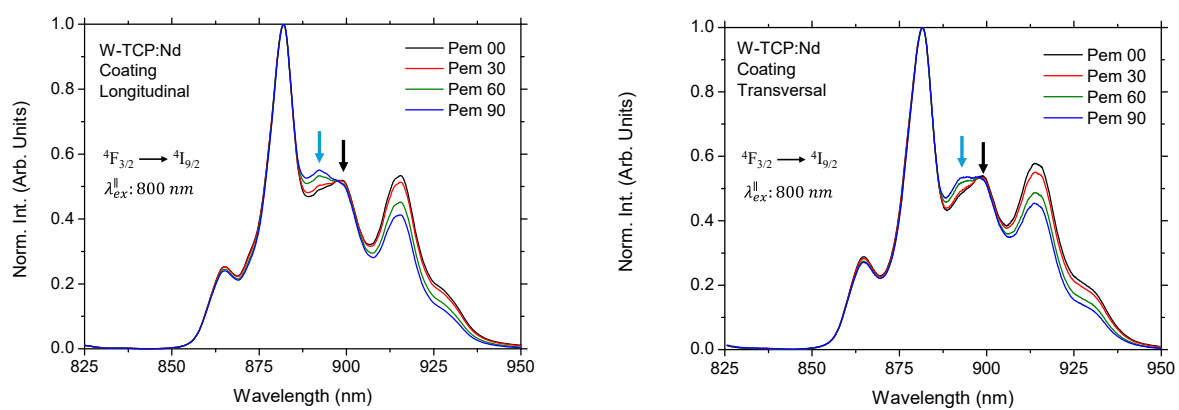 W-TCP:Nd
Coating
Longitudinal
⁴F₃/₂ → ⁴I₉/₂
λ∥ex: 800 nm
Pem 00
Pem 30
Pem 60
Pem 90
Norm. Int. (Arb. Units)
1.0
0.8
0.6
0.4
0.2
0.0
825 850 875 900 925 950
Wavelength (nm)
W-TCP:Nd
Coating
Transversal
⁴F₃/₂ → ⁴I₉/₂
λ∥ex: 800 nm
Pem 00
Pem 30
Pem 60
Pem 90
Norm. Int. (Arb. Units)
1.0
0.8
0.6
0.4
0.2
0.0
825 850 875 900 925 950
Wavelength (nm)